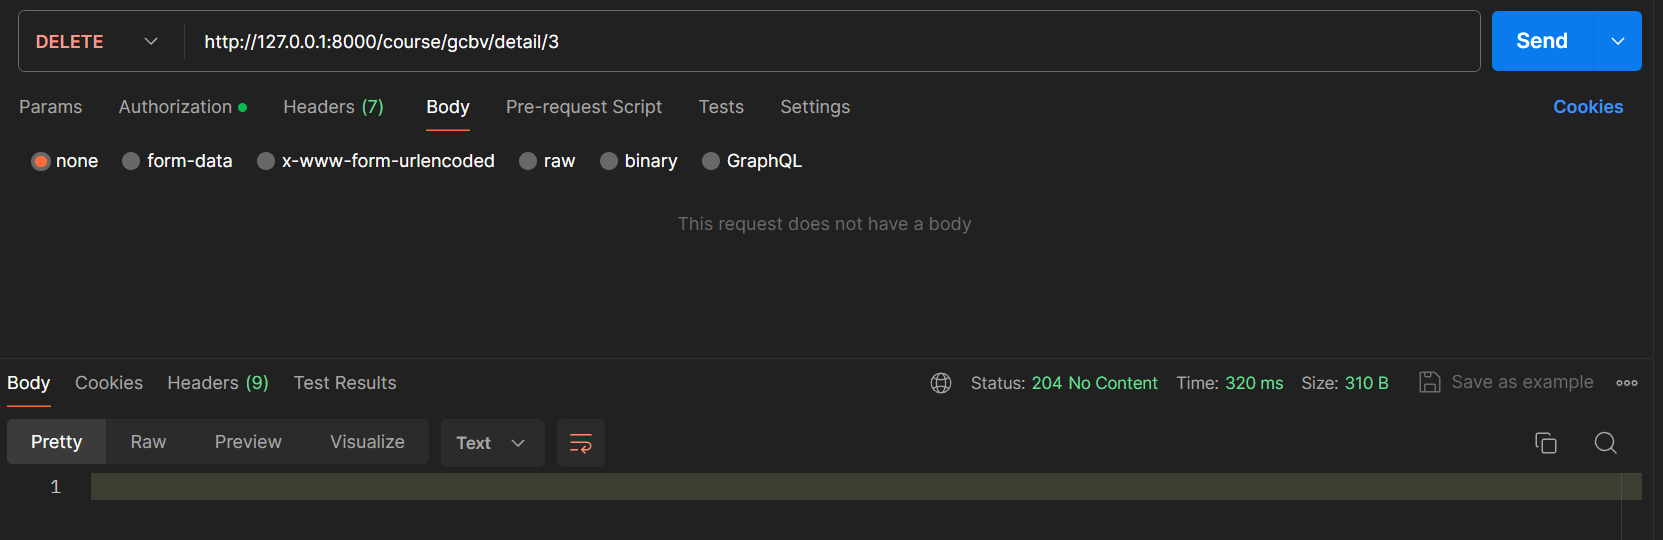 DELETE http://127.0.0.1:8000/course/gcbv/detail/3 Send
Params Authorization Headers (7) Body Pre-request Script Tests Settings Cookies
none form-data x-www-form-urlencoded raw binary GraphQL
This request does not have a body
Body Cookies Headers (9) Test Results Status: 204 No Content Time: 320 ms Size: 310 B Save as example
Pretty Raw Preview Visualize Text
1